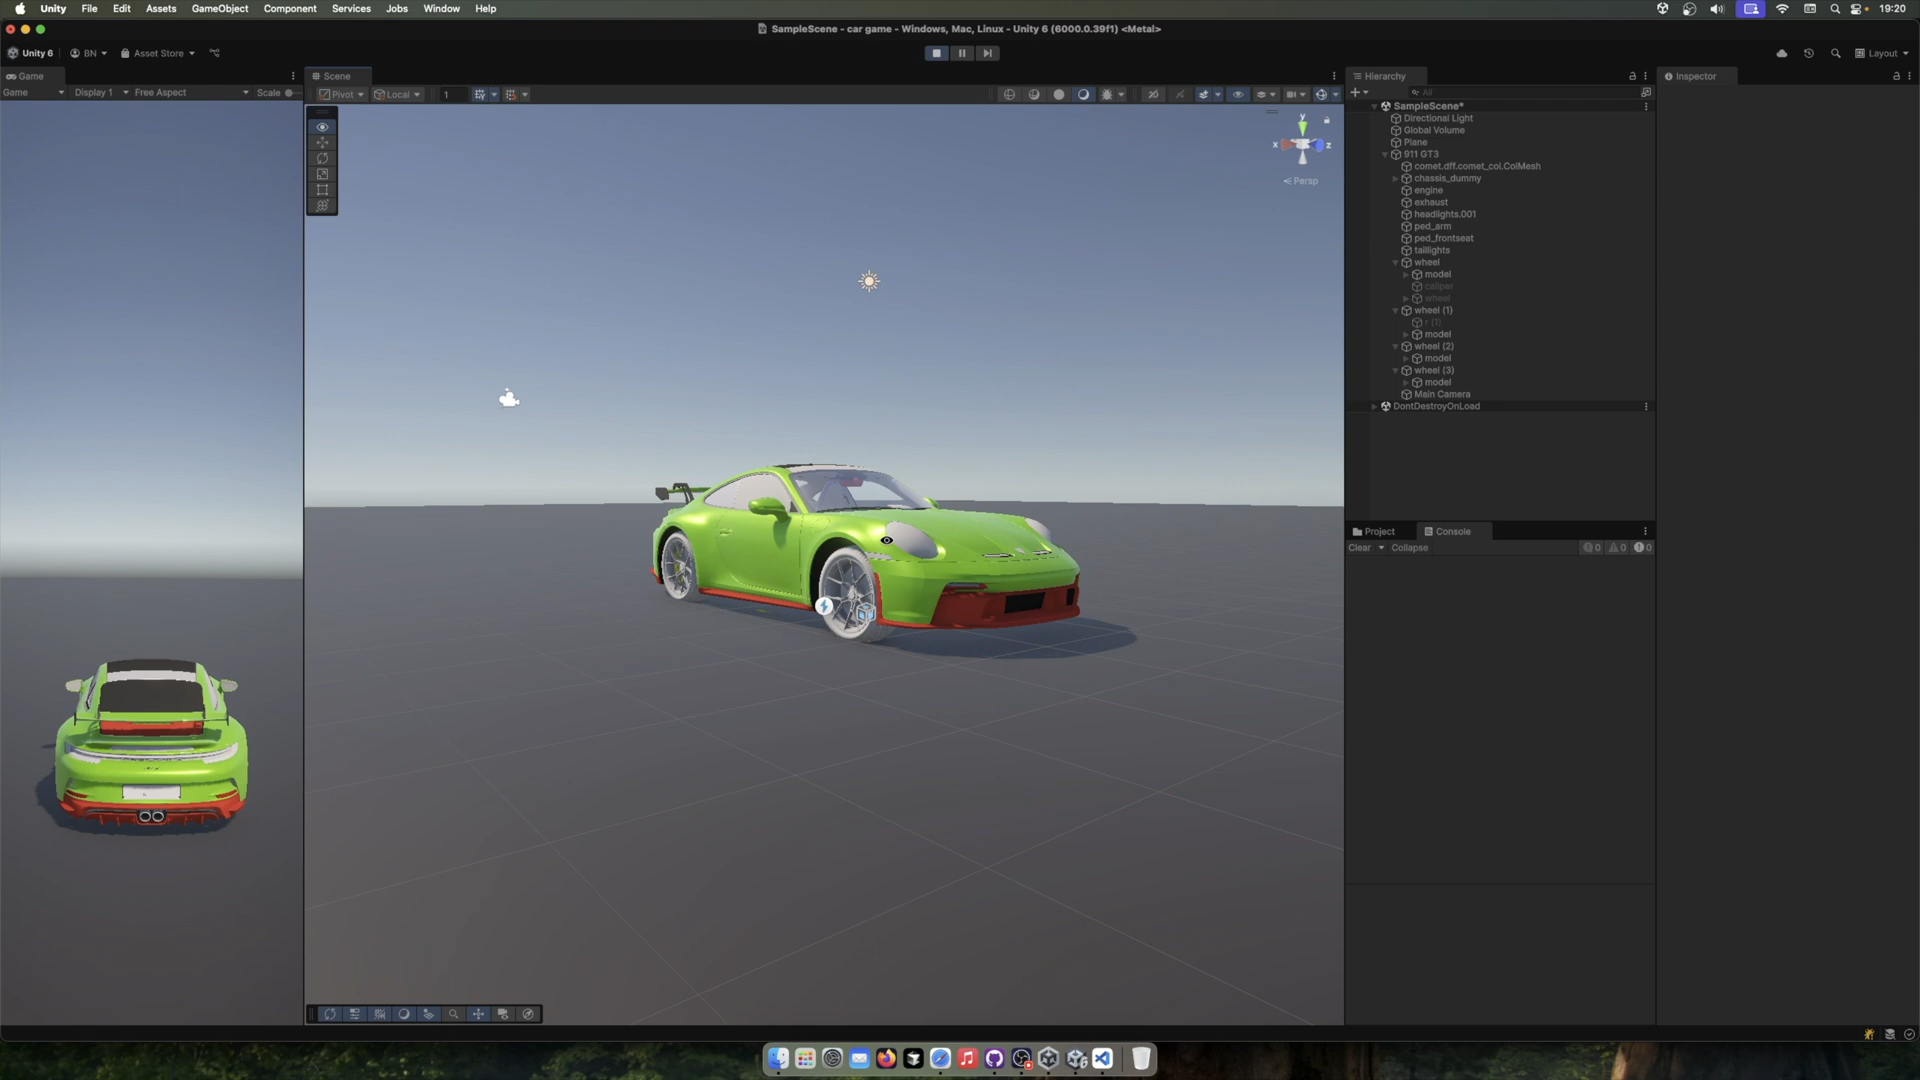 Unity File Edit Assets GameObject Component Services Jobs Window Help 19:20
SampleScene - car game - Windows, Mac, Linux - Unity 6 (6000.0.39f1) <Metal>
Unity 6 BN Asset Store Layout
Game
Scene
Hierarchy
Inspector
Game Display 1 Free Aspect Scale
Pivot Local 1
All
SampleScene*
Directional Light
Global Volume
Plane
911 GT3
comet.dff.comet_col.ColMesh
chassis_dummy
engine
exhaust
headlights.001
ped_arm
ped_frontseat
taillights
wheel
model
caliper
wheel
wheel (1)
r (1)
model
wheel (2)
model
wheel (3)
model
Main Camera
DontDestroyOnLoad
y
x z
Persp
Project Console
Clear Collapse 0 0 0